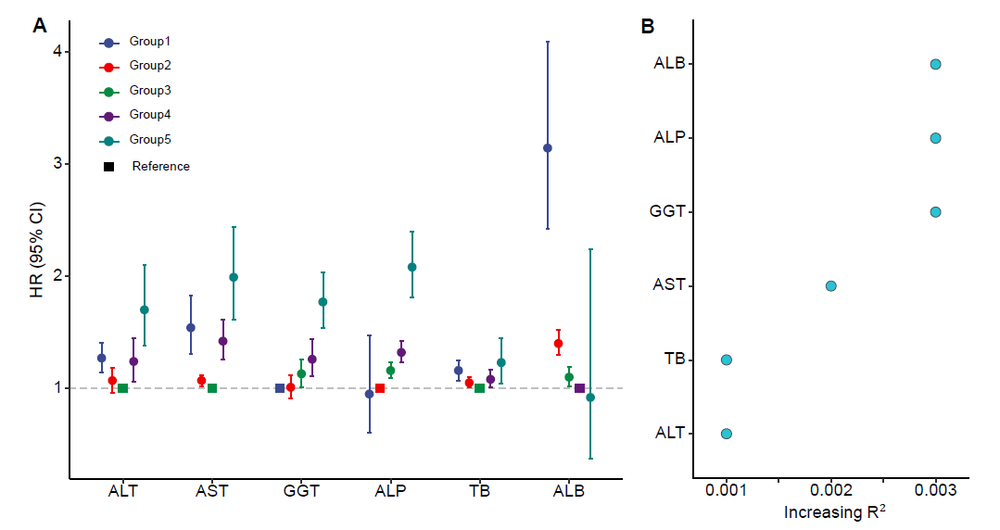 A
HR (95% CI)
4
3
2
1
Group1
Group2
Group3
Group4
Group5
Reference
ALT AST GGT ALP TB ALB
B
ALB
ALP
GGT
AST
TB
ALT
0.001 0.002 0.003
Increasing R²